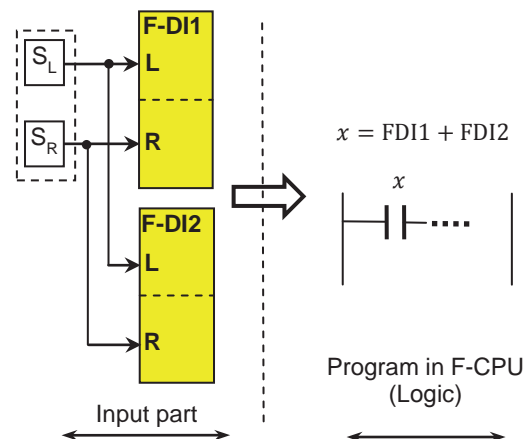 F-DI1
S_L
L
S_R
R
x = FDI1 + FDI2
x
F-DI2
L
R
Program in F-CPU
(Logic)
Input part